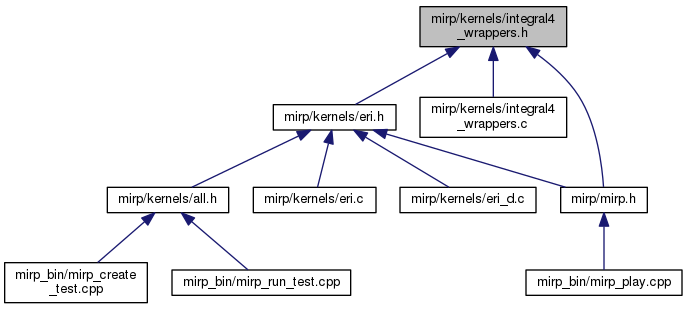 mirp/kernels/integral4
_wrappers.h
mirp/kernels/eri.h
mirp/kernels/integral4
_wrappers.c
mirp/kernels/all.h
mirp/kernels/eri.c
mirp/kernels/eri_d.c
mirp/mirp.h
mirp_bin/mirp_create
_test.cpp
mirp_bin/mirp_run_test.cpp
mirp_bin/mirp_play.cpp